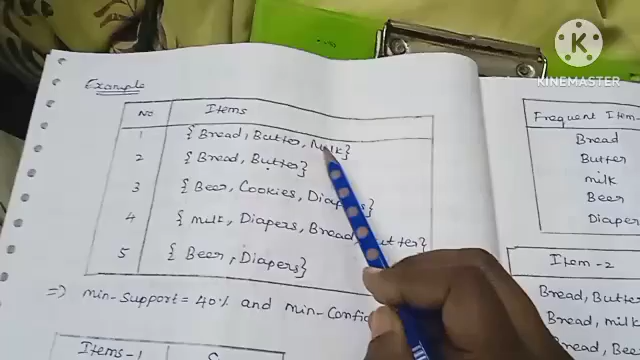 KINEMASTER
Example
No Items
1 { Bread, Butter, Milk}
2 { Bread, Butter}
3 { Beer, Cookies, Diapers}
4 { Milk, Diapers, Bread, Butter}
5 { Beer, Diapers}
=> min-Support = 40% and min-Confid
Items-1 S
Frequent Item-
Bread
Butter
milk
Beer
Diaper
Item-2
Bread, Butter
Bread, milk
Bread, Bee